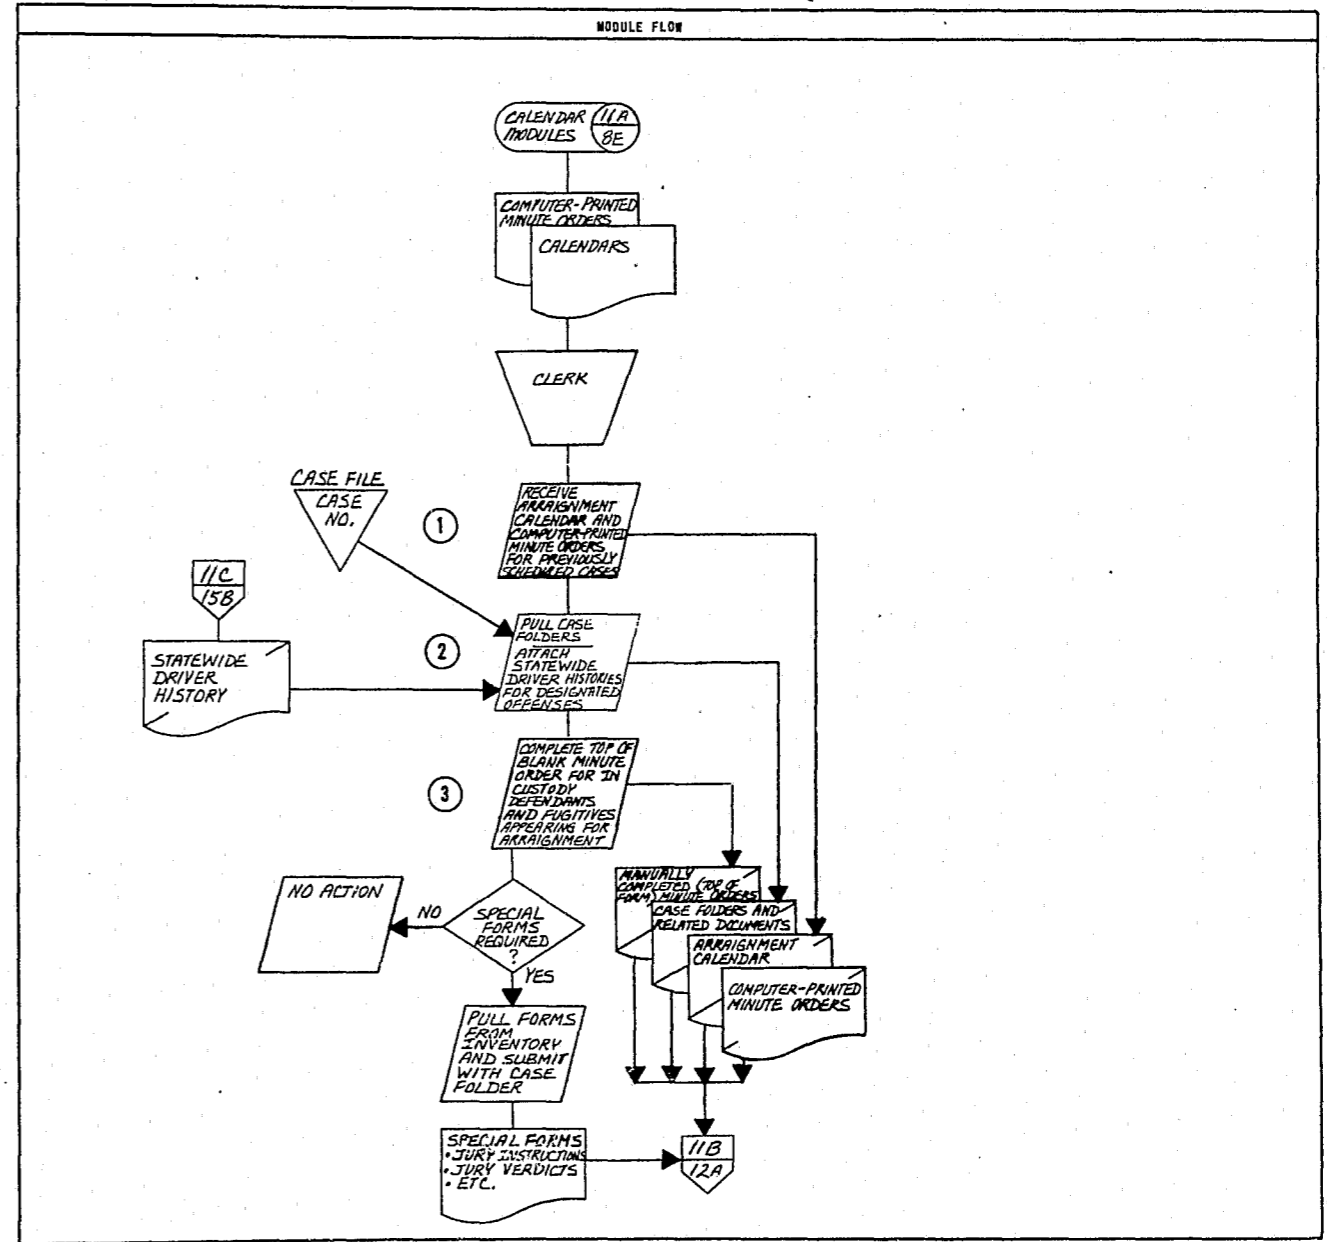 MODULE FLOW
CALENDAR
MODULES
11A
8E
COMPUTER-PRINTED
MINUTE ORDERS
CALENDARS
CLERK
CASE FILE
CASE
NO.
1
RECEIVE
ARRAIGNMENT
CALENDAR AND
COMPUTER-PRINTED
MINUTE ORDERS
FOR PREVIOUSLY
SCHEDULED CASES
11C
15B
STATEWIDE
DRIVER
HISTORY
2
PULL CASE
FOLDERS
ATTACH
STATEWIDE
DRIVER HISTORIES
FOR DESIGNATED
OFFENSES
3
COMPLETE TOP OF
BLANK MINUTE
ORDER FOR IN
CUSTODY
DEFENDANTS
AND FUGITIVES
APPEARING FOR
ARRAIGNMENT
NO ACTION
NO
SPECIAL
FORMS
REQUIRED
?
YES
MANUALLY
COMPLETED (TOP OF
FORM) MINUTE ORDERS
CASE FOLDERS AND
RELATED DOCUMENTS
ARRAIGNMENT
CALENDAR
COMPUTER-PRINTED
MINUTE ORDERS
PULL FORMS
FROM
INVENTORY
AND SUBMIT
WITH CASE
FOLDER
SPECIAL FORMS
• JURY INSTRUCTIONS
• JURY VERDICTS
• ETC.
11B
12A